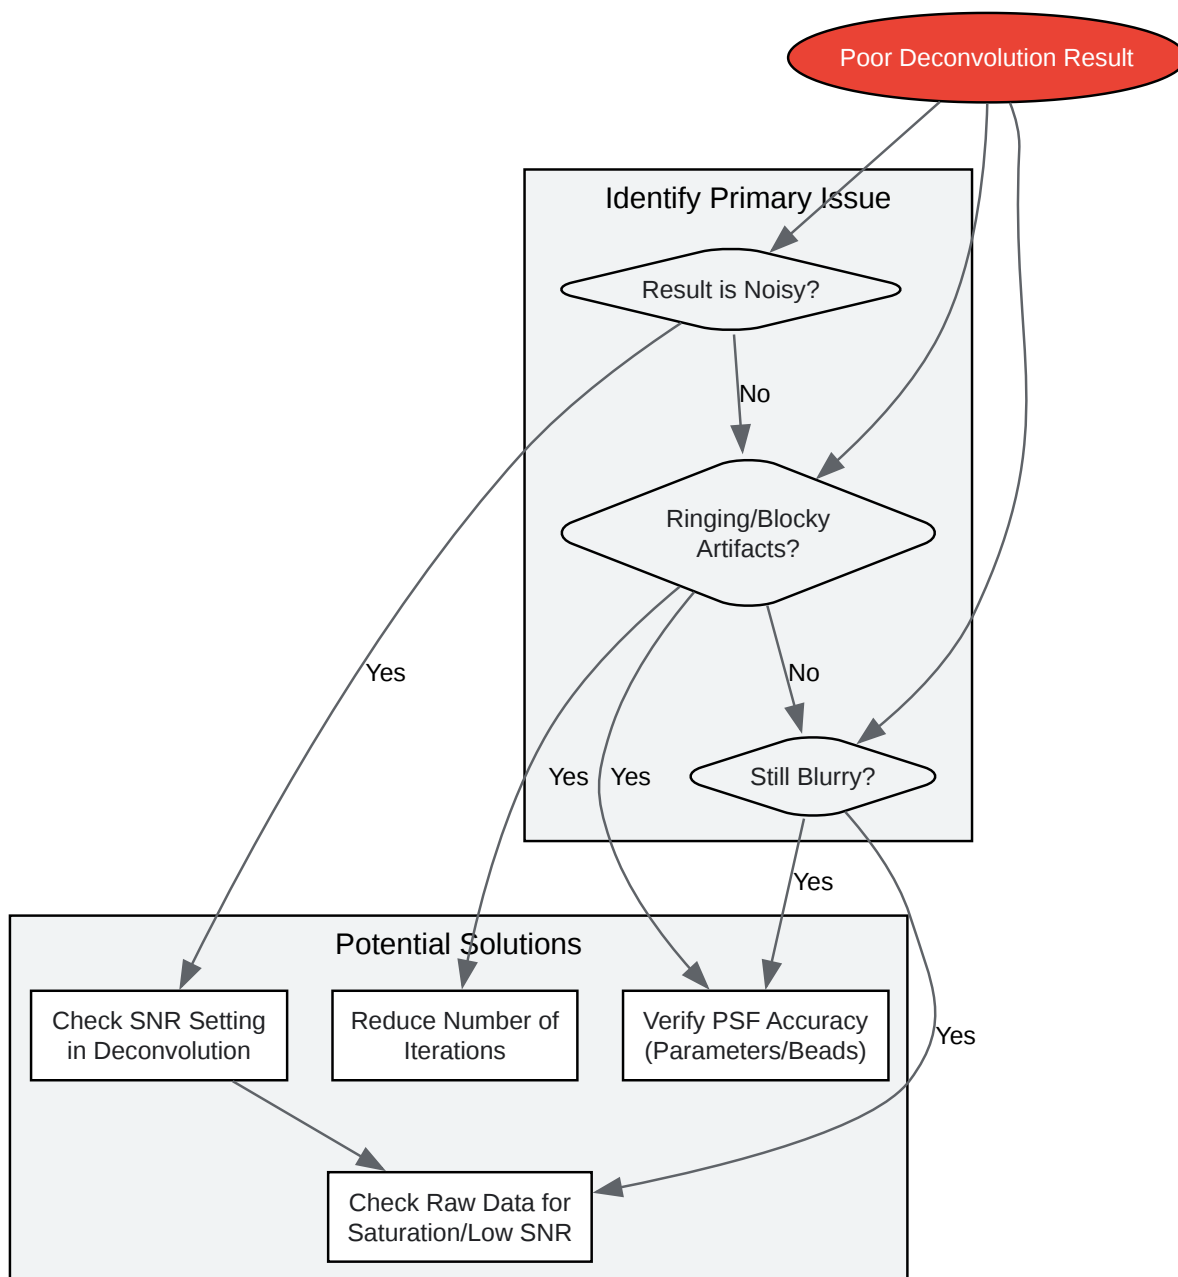 Poor Deconvolution Result
Identify Primary Issue
Result is Noisy?
No
Ringing/Blocky
Artifacts?
Yes
No
Yes
Yes
Still Blurry?
Yes
Potential Solutions
Check SNR Setting
in Deconvolution
Reduce Number of
Iterations
Verify PSF Accuracy
(Parameters/Beads)
Yes
Check Raw Data for
Saturation/Low SNR